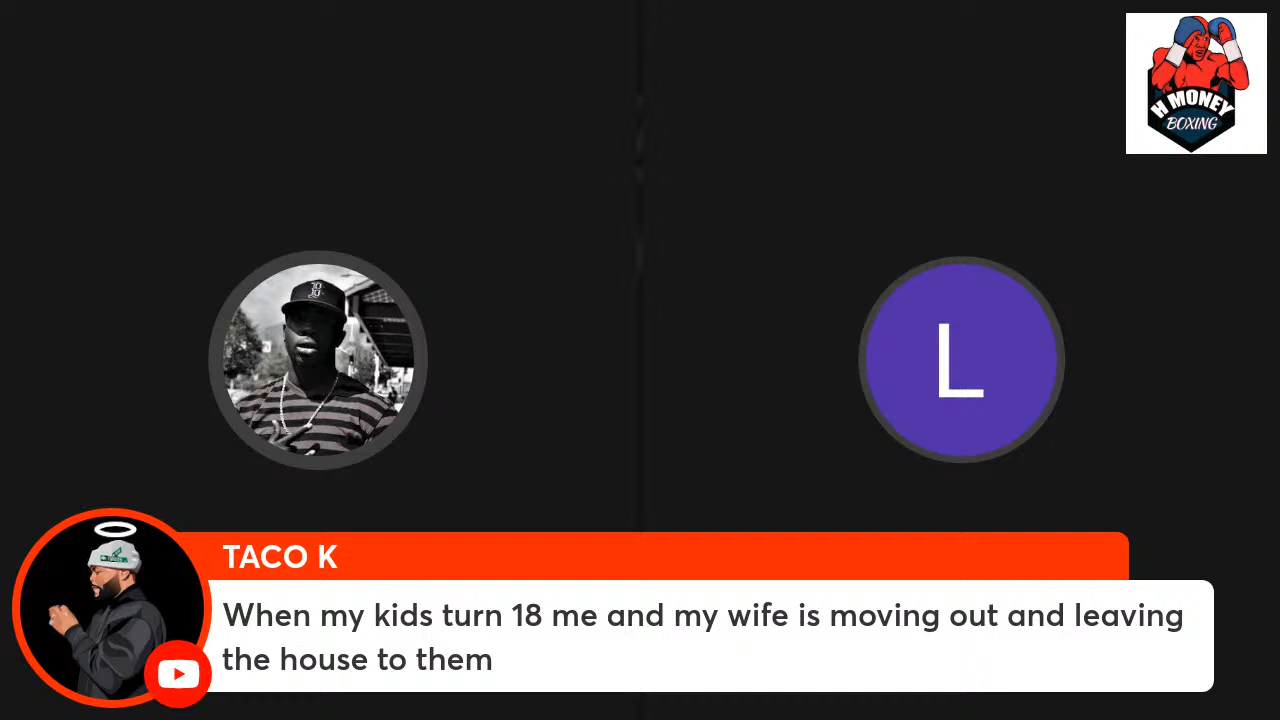 H MONEY
BOXING
L
TACO K
When my kids turn 18 me and my wife is moving out and leaving
the house to them